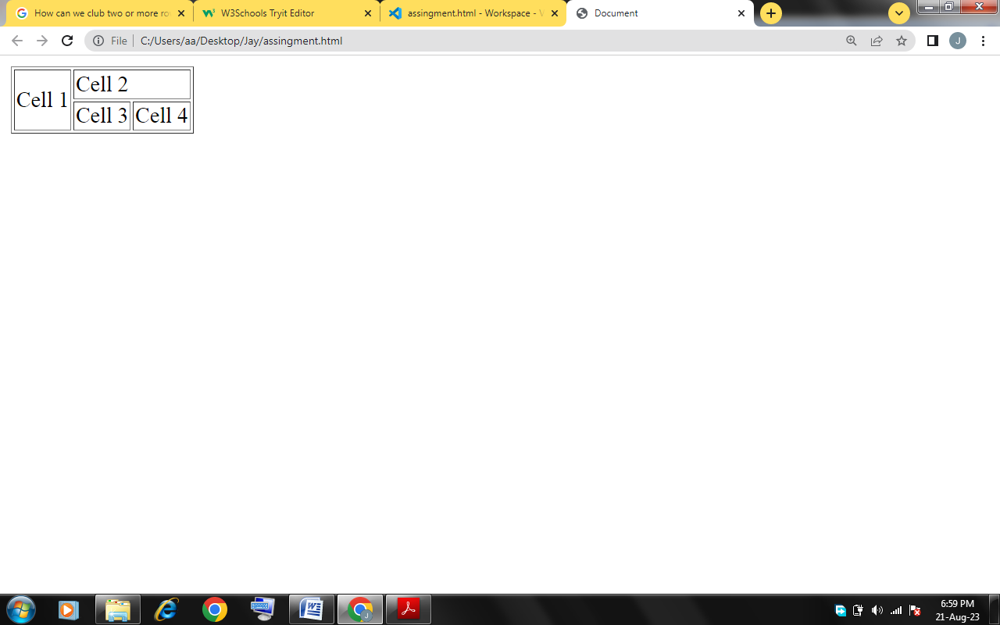 How can we club two or more ro
W3Schools Tryit Editor
assingment.html - Workspace - V
Document
File
C:/Users/aa/Desktop/Jay/assingment.html
J
Cell 1
Cell 2
Cell 3
Cell 4
J
6:59 PM
21-Aug-23